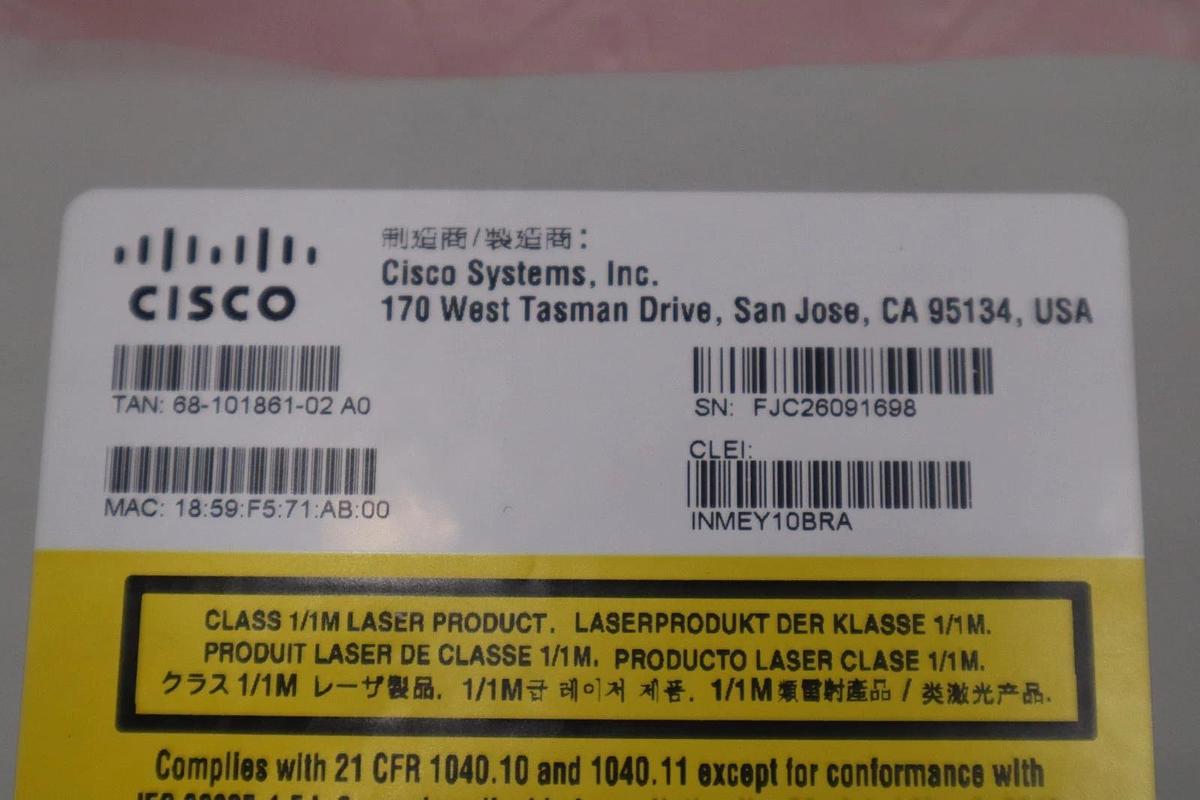 CISCO
制造商/製造商:
Cisco Systems, Inc.
170 West Tasman Drive, San Jose, CA 95134, USA
TAN: 68-101861-02 A0
SN: FJC26091698
MAC: 18:59:F5:71:AB:00
CLEI:
INMEY10BRA
CLASS 1/1M LASER PRODUCT. LASERPRODUKT DER KLASSE 1/1M.
PRODUIT LASER DE CLASSE 1/1M. PRODUCTO LASER CLASE 1/1M.
クラス 1/1M レーザ製品. 1/1M급 레이저 제품. 1/1M類雷射產品 / 类激光产品.
Complies with 21 CFR 1040.10 and 1040.11 except for conformance with